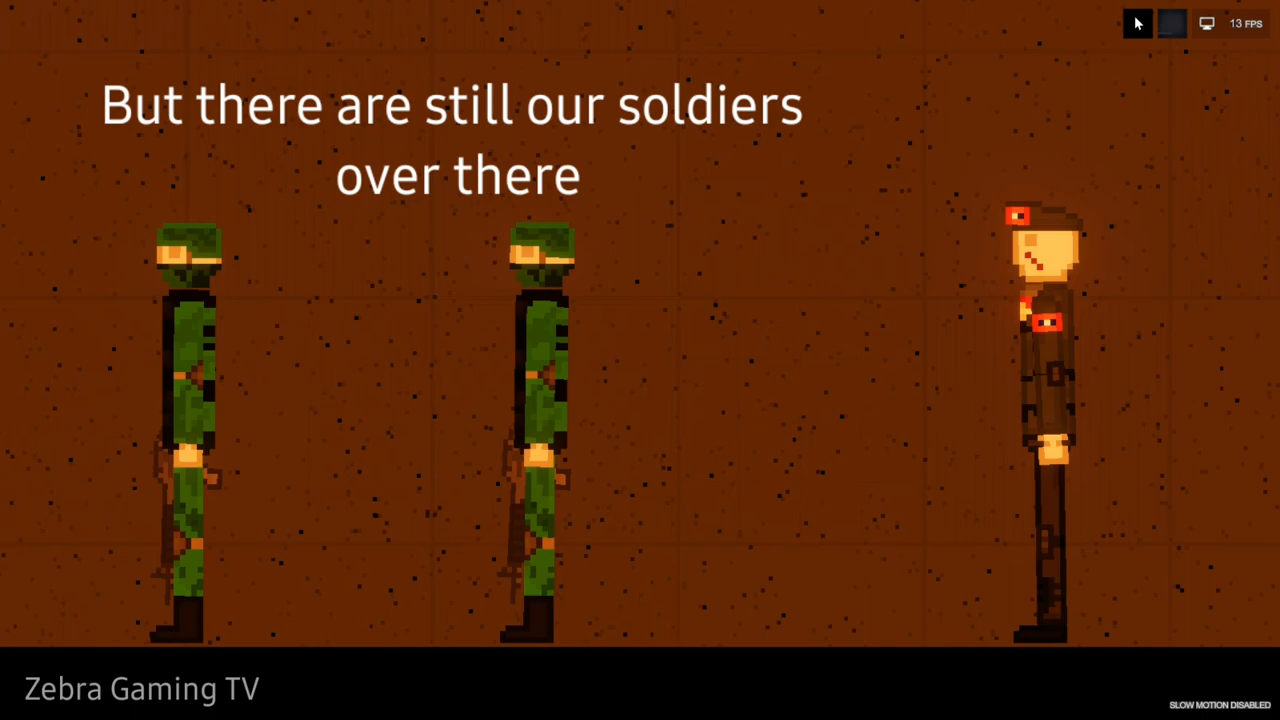 13 FPS
But there are still our soldiers
over there
Zebra Gaming TV
SLOW MOTION DISABLED